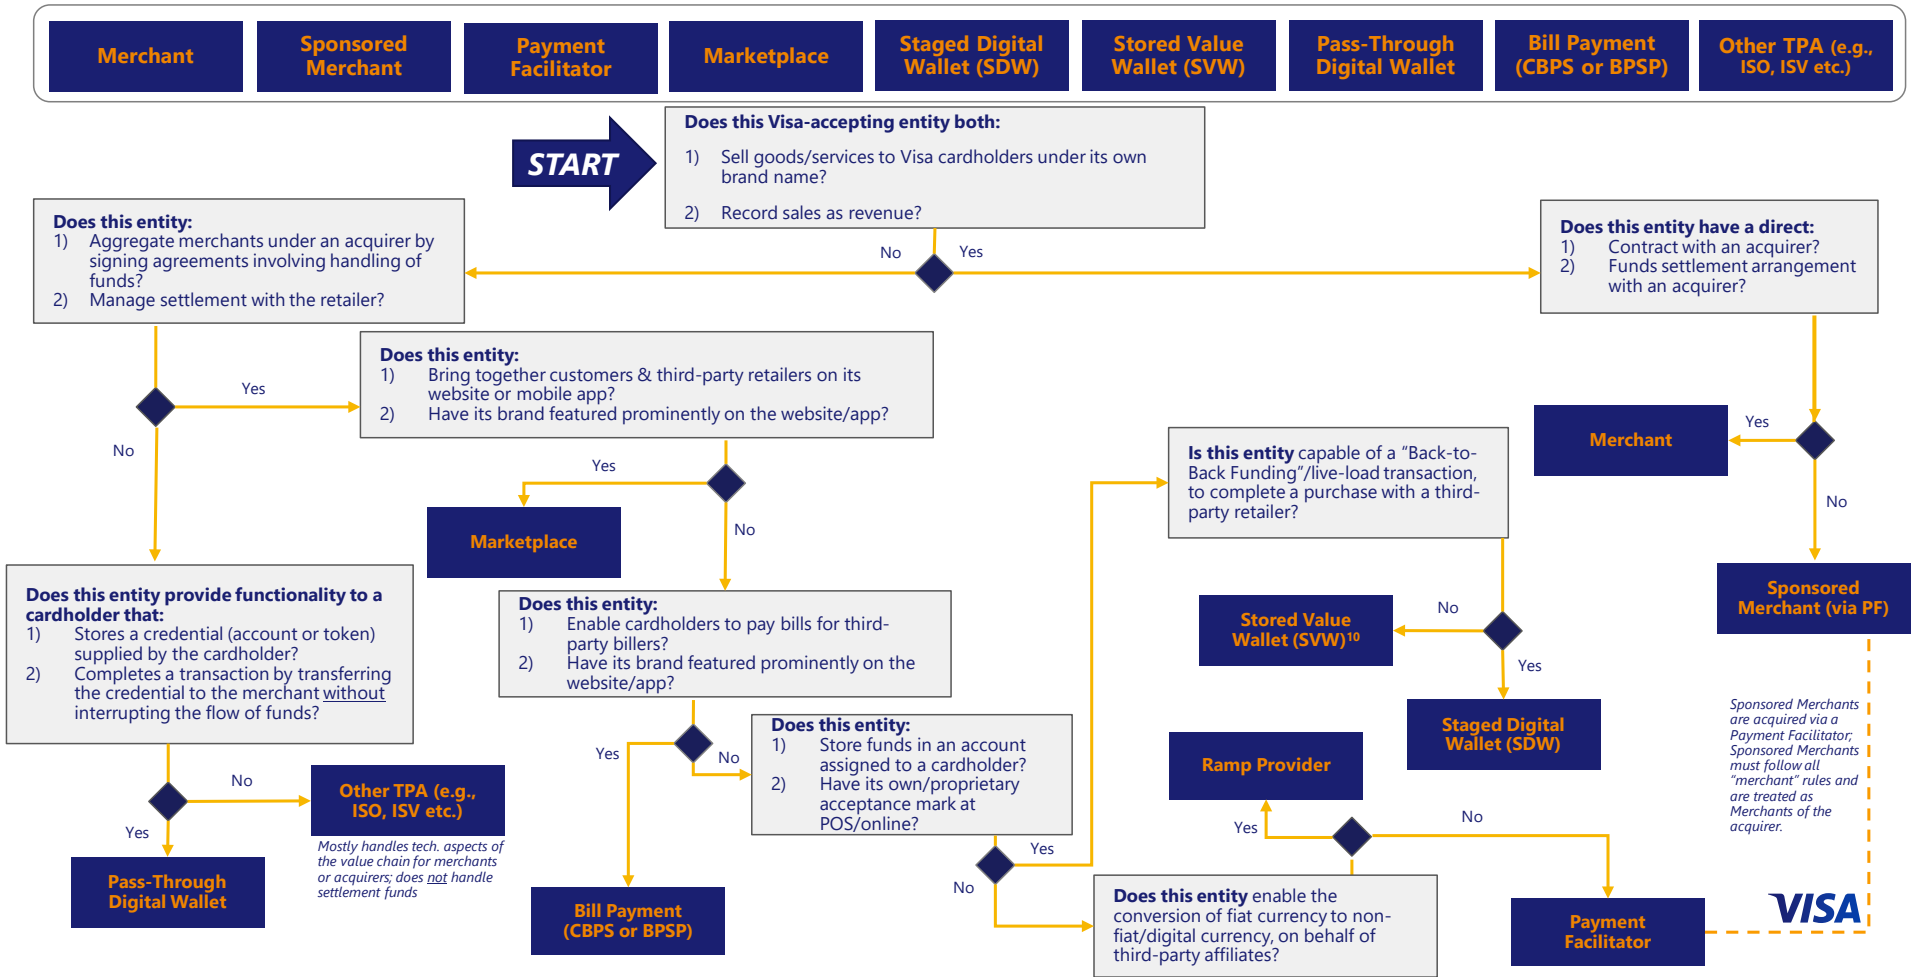 Merchant
Sponsored
Merchant
Payment
Facilitator
Marketplace
Staged Digital
Wallet (SDW)
Stored Value
Wallet (SVW)
Pass-Through
Digital Wallet
Bill Payment
(CBPS or BPSP)
Other TPA (e.g.,
ISO, ISV etc.)
START
Does this Visa-accepting entity both:
1) Sell goods/services to Visa cardholders under its own
brand name?
2) Record sales as revenue?
No
Yes
Does this entity:
1) Aggregate merchants under an acquirer by
signing agreements involving handling of
funds?
2) Manage settlement with the retailer?
Does this entity have a direct:
1) Contract with an acquirer?
2) Funds settlement arrangement
with an acquirer?
Yes
No
Does this entity:
1) Bring together customers & third-party retailers on its
website or mobile app?
2) Have its brand featured prominently on the website/app?
Yes
No
Marketplace
Is this entity capable of a “Back-to-
Back Funding”/live-load transaction,
to complete a purchase with a third-
party retailer?
Merchant
Yes
No
Does this entity provide functionality to a
cardholder that:
1) Stores a credential (account or token)
supplied by the cardholder?
2) Completes a transaction by transferring
the credential to the merchant without
interrupting the flow of funds?
No
Yes
Other TPA (e.g.,
ISO, ISV etc.)
Mostly handles tech. aspects of
the value chain for merchants
or acquirers; does not handle
settlement funds
Pass-Through
Digital Wallet
Does this entity:
1) Enable cardholders to pay bills for third-
party billers?
2) Have its brand featured prominently on the
website/app?
Yes
No
Bill Payment
(CBPS or BPSP)
Does this entity:
1) Store funds in an account
assigned to a cardholder?
2) Have its own/proprietary
acceptance mark at
POS/online?
Yes
No
Stored Value
Wallet (SVW)10
No
Yes
Staged Digital
Wallet (SDW)
Ramp Provider
Yes
No
Does this entity enable the
conversion of fiat currency to non-
fiat/digital currency, on behalf of
third-party affiliates?
Payment
Facilitator
Sponsored
Merchant (via PF)
Sponsored Merchants
are acquired via a
Payment Facilitator;
Sponsored Merchants
must follow all
“merchant” rules and
are treated as
Merchants of the
acquirer.
VISA